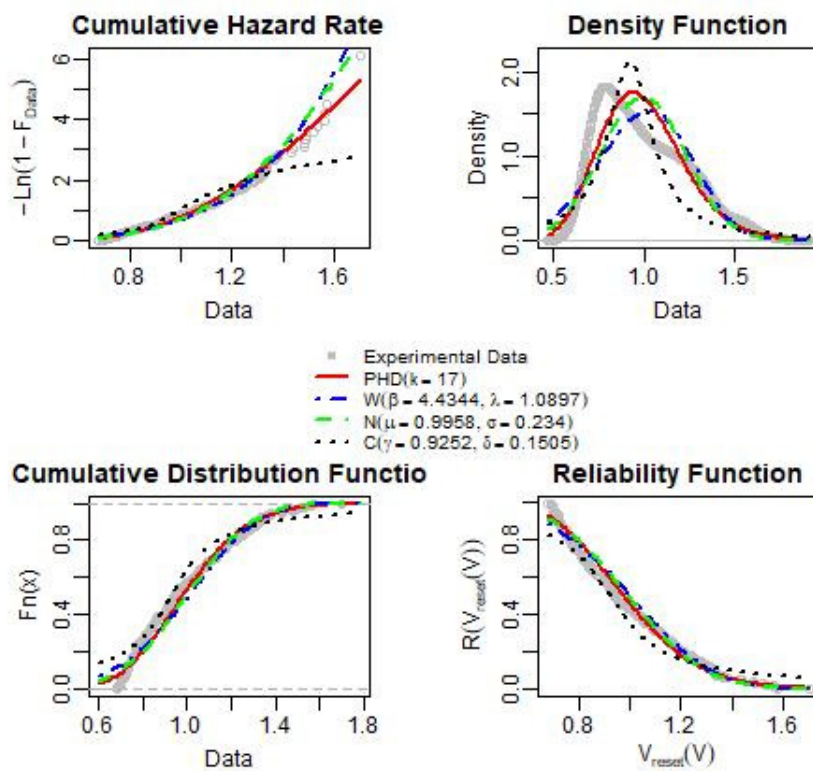 Cumulative Hazard Rate
−Ln(1 − F_Data)
0 2 4 6
0.8 1.2 1.6
Data
Density Function
Density
0.0 1.0 2.0
0.5 1.0 1.5
Data
Experimental Data
PHD(k = 17)
W(β = 4.4344, λ = 1.0897)
N(μ = 0.9958, σ = 0.234)
C(γ = 0.9252, δ = 0.1505)
Cumulative Distribution Functio
Fn(x)
0.0 0.4 0.8
0.6 1.0 1.4 1.8
Data
Reliability Function
R(V_reset(V))
0.0 0.4 0.8
0.8 1.2 1.6
V_reset(V)